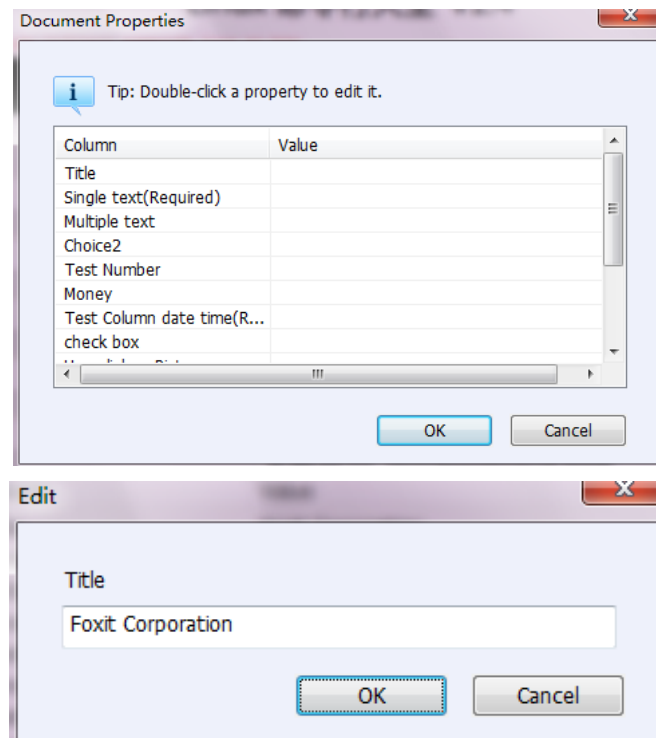 Document Properties
Tip: Double-click a property to edit it.
Column Value
Title
Single text(Required)
Multiple text
Choice2
Test Number
Money
Test Column date time(R...
check box
OK Cancel
Edit
Title
Foxit Corporation
OK Cancel